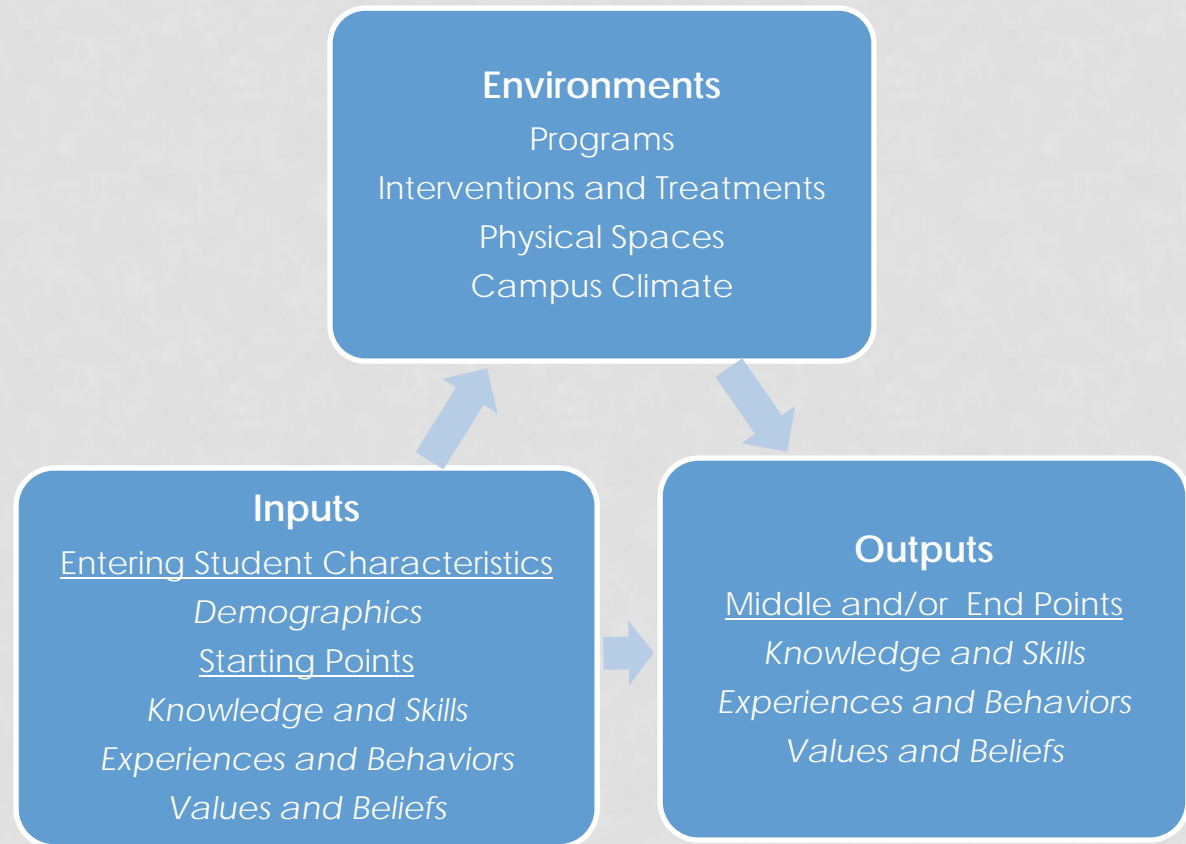 Environments
Programs
Interventions and Treatments
Physical Spaces
Campus Climate
Inputs
Entering Student Characteristics
Demographics
Starting Points
Knowledge and Skills
Experiences and Behaviors
Values and Beliefs
Outputs
Middle and/or End Points
Knowledge and Skills
Experiences and Behaviors
Values and Beliefs